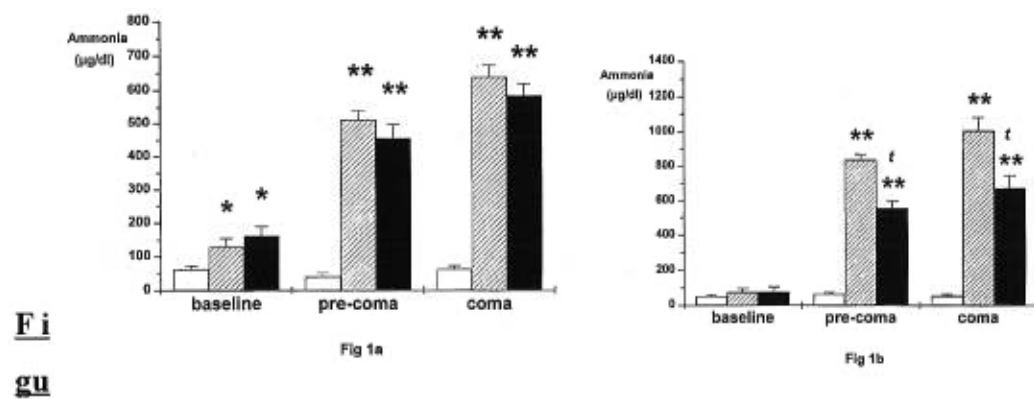 Ammonia
(µg/dl)
800
700
600
500
400
300
200
100
0
*
*
**
**
**
**
baseline
pre-coma
coma
Fig 1a
Ammonia
(µg/dl)
1400
1200
1000
800
600
400
200
0
**
t
**
**
t
**
baseline
pre-coma
coma
Fig 1b
F i
gu